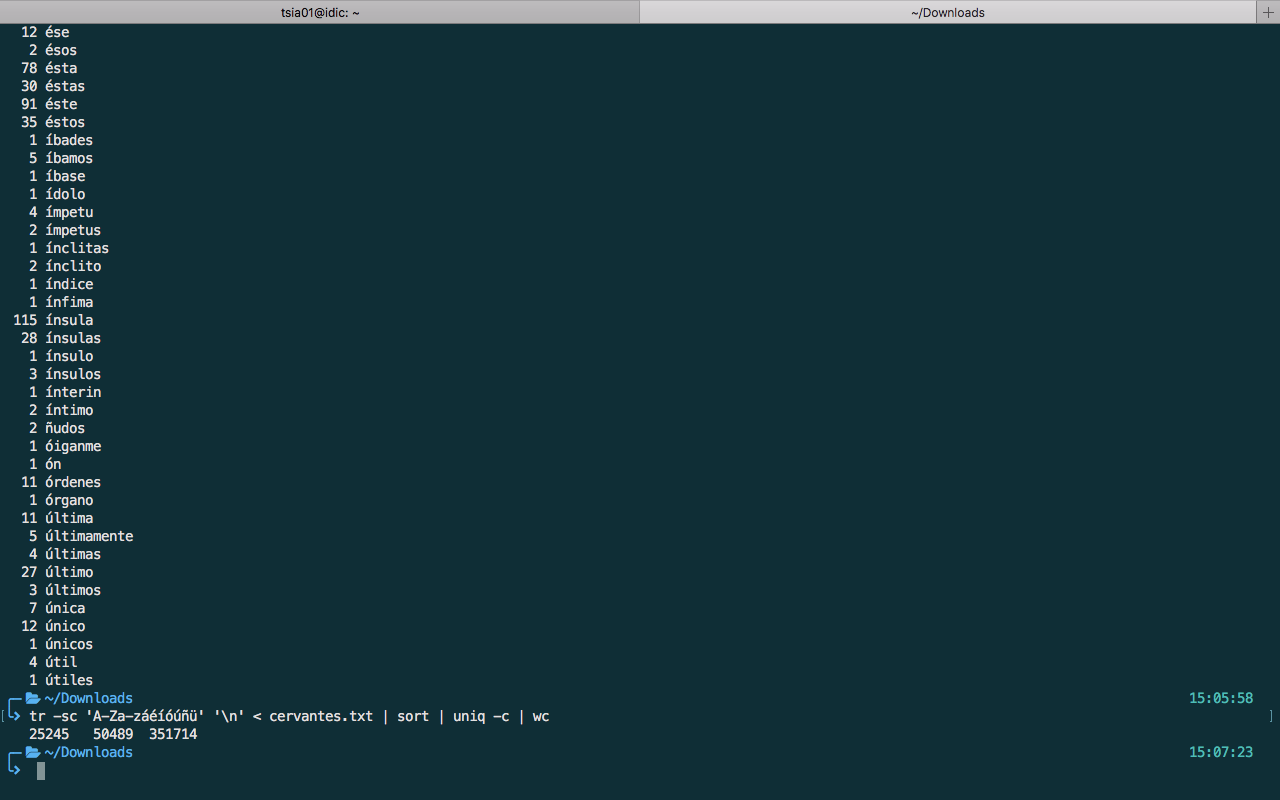 tsia01@idic: ~ ~/Downloads +
12 ése
2 ésos
78 ésta
30 éstas
91 éste
35 éstos
1 íbades
5 íbamos
1 íbase
1 ídolo
4 ímpetu
2 ímpetus
1 ínclitas
2 ínclito
1 índice
1 ínfima
115 ínsula
28 ínsulas
1 ínsulo
3 ínsulos
1 ínterin
2 íntimo
2 ñudos
1 óiganme
1 ón
11 órdenes
1 órgano
11 última
5 últimamente
4 últimas
27 último
3 últimos
7 única
12 único
1 únicos
4 útil
1 útiles
~/Downloads 15:05:58
tr -sc 'A-Za-záéíóúñü' '\n' < cervantes.txt | sort | uniq -c | wc
25245 50489 351714
~/Downloads 15:07:23